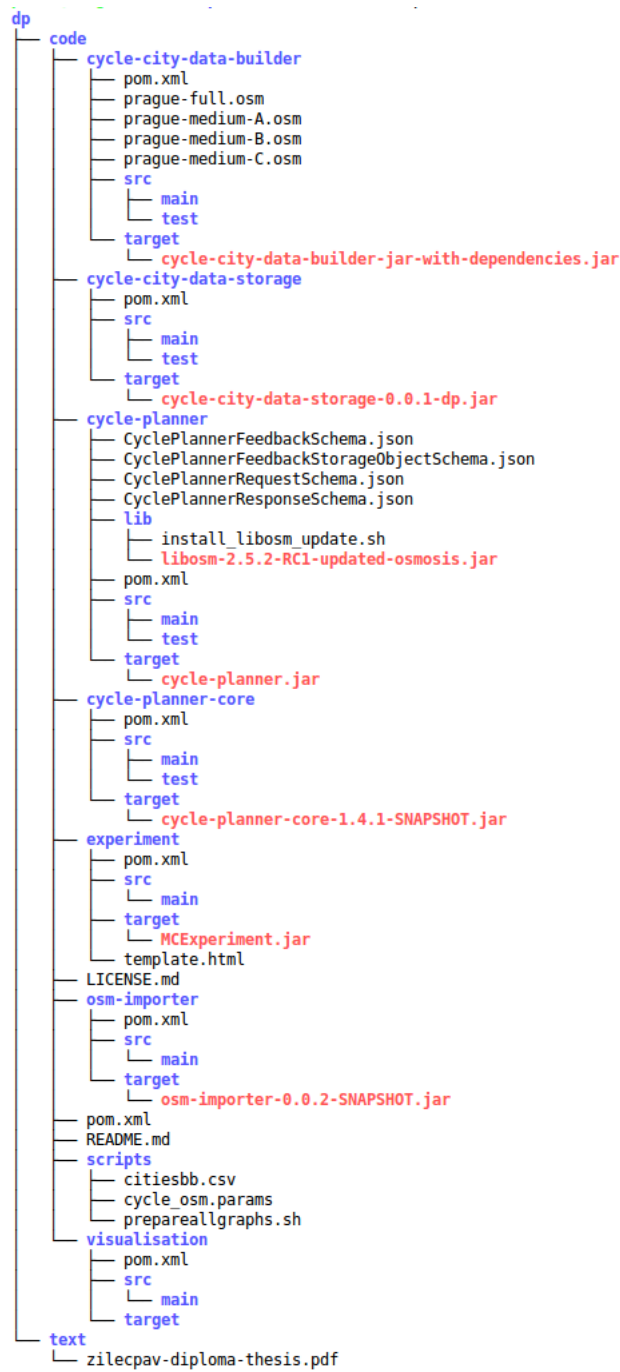 dp
code
cycle-city-data-builder
pom.xml
prague-full.osm
prague-medium-A.osm
prague-medium-B.osm
prague-medium-C.osm
src
main
test
target
cycle-city-data-builder-jar-with-dependencies.jar
cycle-city-data-storage
pom.xml
src
main
test
target
cycle-city-data-storage-0.0.1-dp.jar
cycle-planner
CyclePlannerFeedbackSchema.json
CyclePlannerFeedbackStorageObjectSchema.json
CyclePlannerRequestSchema.json
CyclePlannerResponseSchema.json
lib
install_libosm_update.sh
libosm-2.5.2-RC1-updated-osmosis.jar
pom.xml
src
main
test
target
cycle-planner.jar
cycle-planner-core
pom.xml
src
main
test
target
cycle-planner-core-1.4.1-SNAPSHOT.jar
experiment
pom.xml
src
main
target
MCExperiment.jar
template.html
LICENSE.md
osm-importer
pom.xml
src
main
target
osm-importer-0.0.2-SNAPSHOT.jar
pom.xml
README.md
scripts
citiesbb.csv
cycle_osm.params
prepareallgraphs.sh
visualisation
pom.xml
src
main
target
text
zilecpav-diploma-thesis.pdf